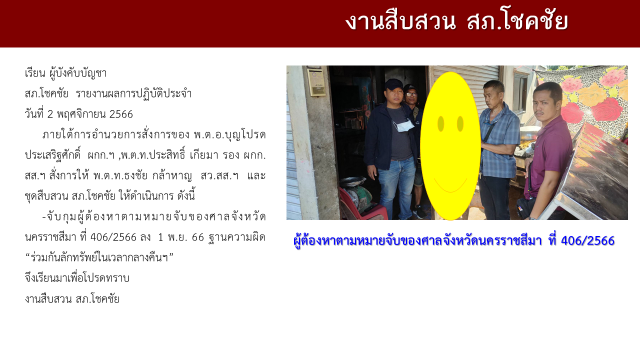 งานสืบสวน สภ.โชคชัย
เรียน ผู้บังคับบัญชา
สภ.โชคชัย รายงานผลการปฏิบัติประจำ
วันที่ 2 พฤศจิกายน 2566
ภายใต้การอำนวยการสั่งการของ พ.ต.อ.บุญโปรด
ประเสริฐศักดิ์ ผกก.ฯ ,พ.ต.ท.ประสิทธิ์ เกียมา รอง ผกก.
สส.ฯ สั่งการให้ พ.ต.ท.ธงชัย กล้าหาญ สว.สส.ฯ และ
ชุดสืบสวน สภ.โชคชัย ให้ดำเนินการ ดังนี้
-จับกุมผู้ต้องหาตามหมายจับของศาลจังหวัด
นครราชสีมา ที่ 406/2566 ลง 1 พ.ย. 66 ฐานความผิด
“ร่วมกันลักทรัพย์ในเวลากลางคืนฯ”
จึงเรียนมาเพื่อโปรดทราบ
งานสืบสวน สภ.โชคชัย
ผู้ต้องหาตามหมายจับของศาลจังหวัดนครราชสีมา ที่ 406/2566